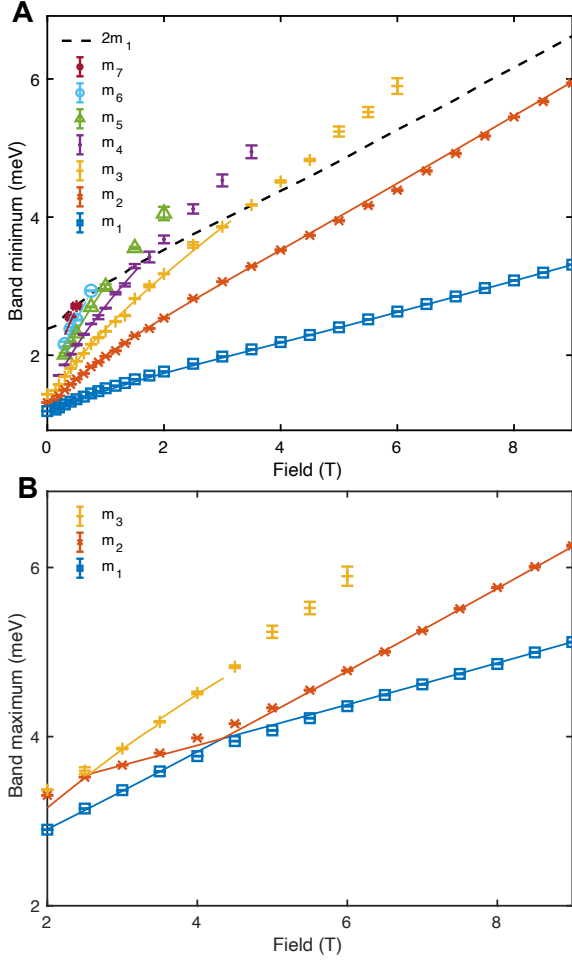 A
2m1
m7
m6
m5
m4
m3
m2
m1
Band minimum (meV)
6
4
2
0 2 4 6 8
Field (T)
B
m3
m2
m1
Band maximum (meV)
6
4
2
2 4 6 8
Field (T)